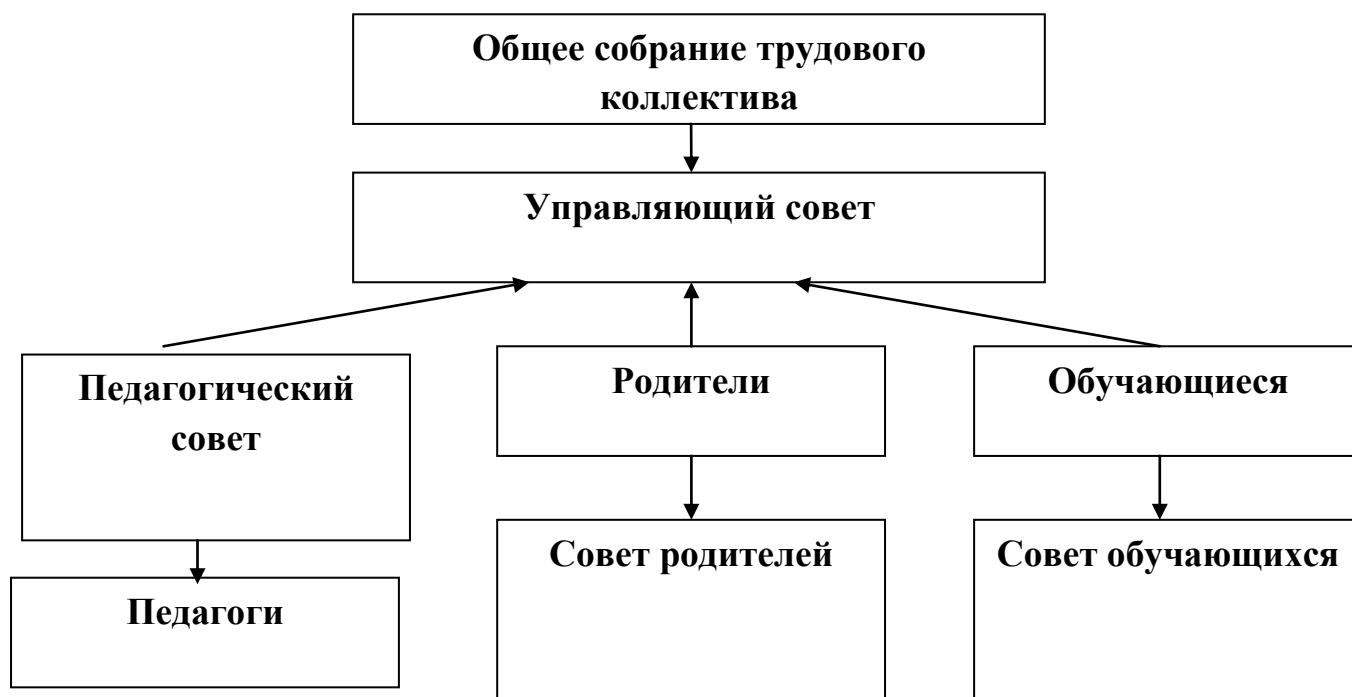 Общее собрание трудового
коллектива
Управляющий совет
Педагогический
совет
Родители
Обучающиеся
Совет родителей
Совет обучающихся
Педагоги